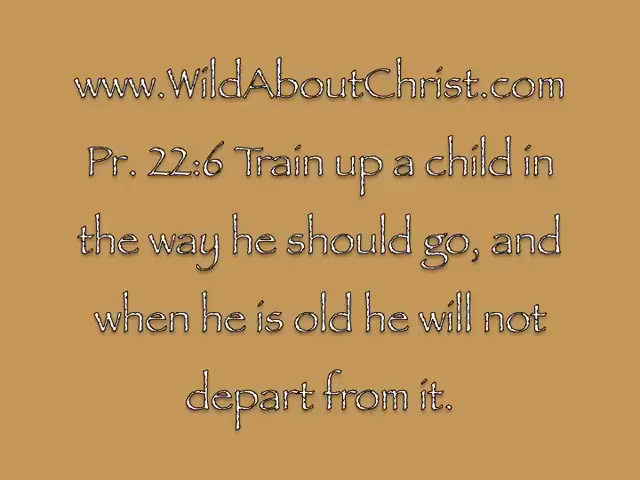 www.WildAboutChrist.com
Pr. 22:6 Train up a child in
the way he should go, and
when he is old he will not
depart from it.